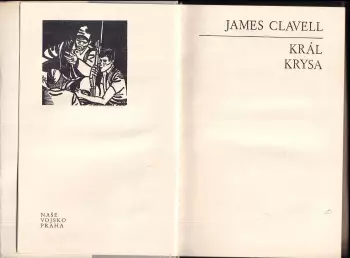 NAŠE
VOJSKO
PRAHA
JAMES CLAVELL
KRÁL
KRYSA